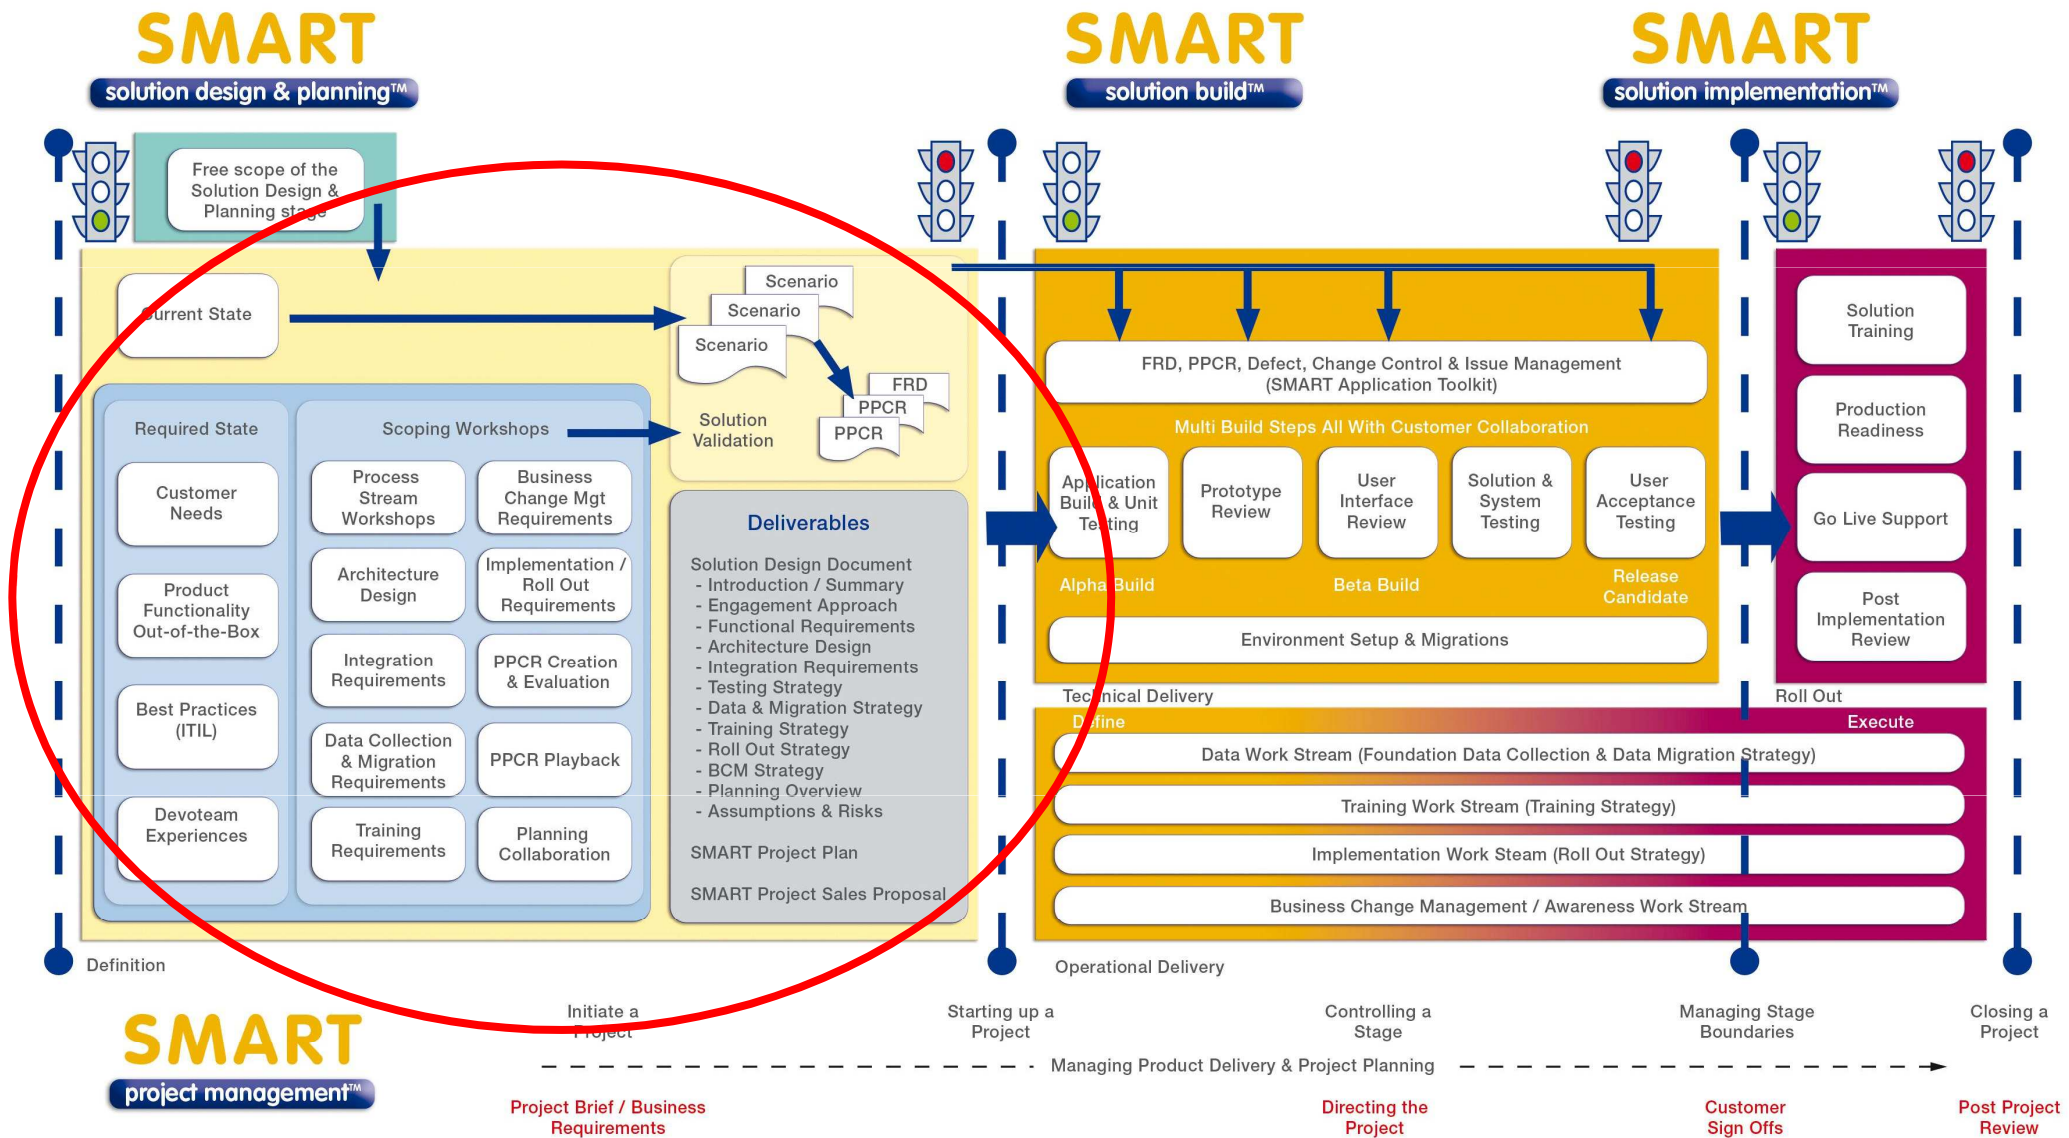 SMART
solution design & planning™
SMART
solution build™
SMART
solution implementation™
Free scope of the
Solution Design &
Planning stage
Current State
Scenario
Scenario
Scenario
FRD
PPCR
PPCR
Solution
Validation
Required State
Customer
Needs
Product
Functionality
Out-of-the-Box
Best Practices
(ITIL)
Devoteam
Experiences
Scoping Workshops
Process
Stream
Workshops
Business
Change Mgt
Requirements
Architecture
Design
Implementation /
Roll Out
Requirements
Integration
Requirements
PPCR Creation
& Evaluation
Data Collection
& Migration
Requirements
PPCR Playback
Training
Requirements
Planning
Collaboration
Deliverables
Solution Design Document
- Introduction / Summary
- Engagement Approach
- Functional Requirements
- Architecture Design
- Integration Requirements
- Testing Strategy
- Data & Migration Strategy
- Training Strategy
- Roll Out Strategy
- BCM Strategy
- Planning Overview
- Assumptions & Risks
SMART Project Plan
SMART Project Sales Proposal
Definition
FRD, PPCR, Defect, Change Control & Issue Management
(SMART Application Toolkit)
Multi Build Steps All With Customer Collaboration
Application
Build & Unit
Testing
Prototype
Review
User
Interface
Review
Solution &
System
Testing
User
Acceptance
Testing
Alpha Build
Beta Build
Release
Candidate
Environment Setup & Migrations
Technical Delivery
Solution
Training
Production
Readiness
Go Live Support
Post
Implementation
Review
Roll Out
Define
Execute
Data Work Stream (Foundation Data Collection & Data Migration Strategy)
Training Work Stream (Training Strategy)
Implementation Work Steam (Roll Out Strategy)
Business Change Management / Awareness Work Stream
Operational Delivery
SMART
project management™
Initiate a
Project
Starting up a
Project
Controlling a
Stage
Managing Stage
Boundaries
Closing a
Project
Managing Product Delivery & Project Planning
Project Brief / Business
Requirements
Directing the
Project
Customer
Sign Offs
Post Project
Review